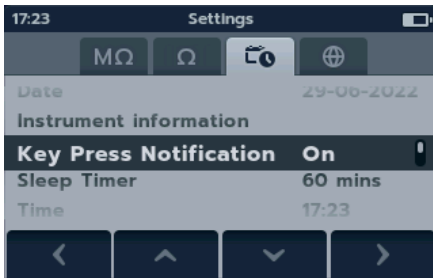 17:23 Settings
MΩ Ω
Date 29-06-2022
Instrument information
Key Press Notification On
Sleep Timer 60 mins
Time 17:23